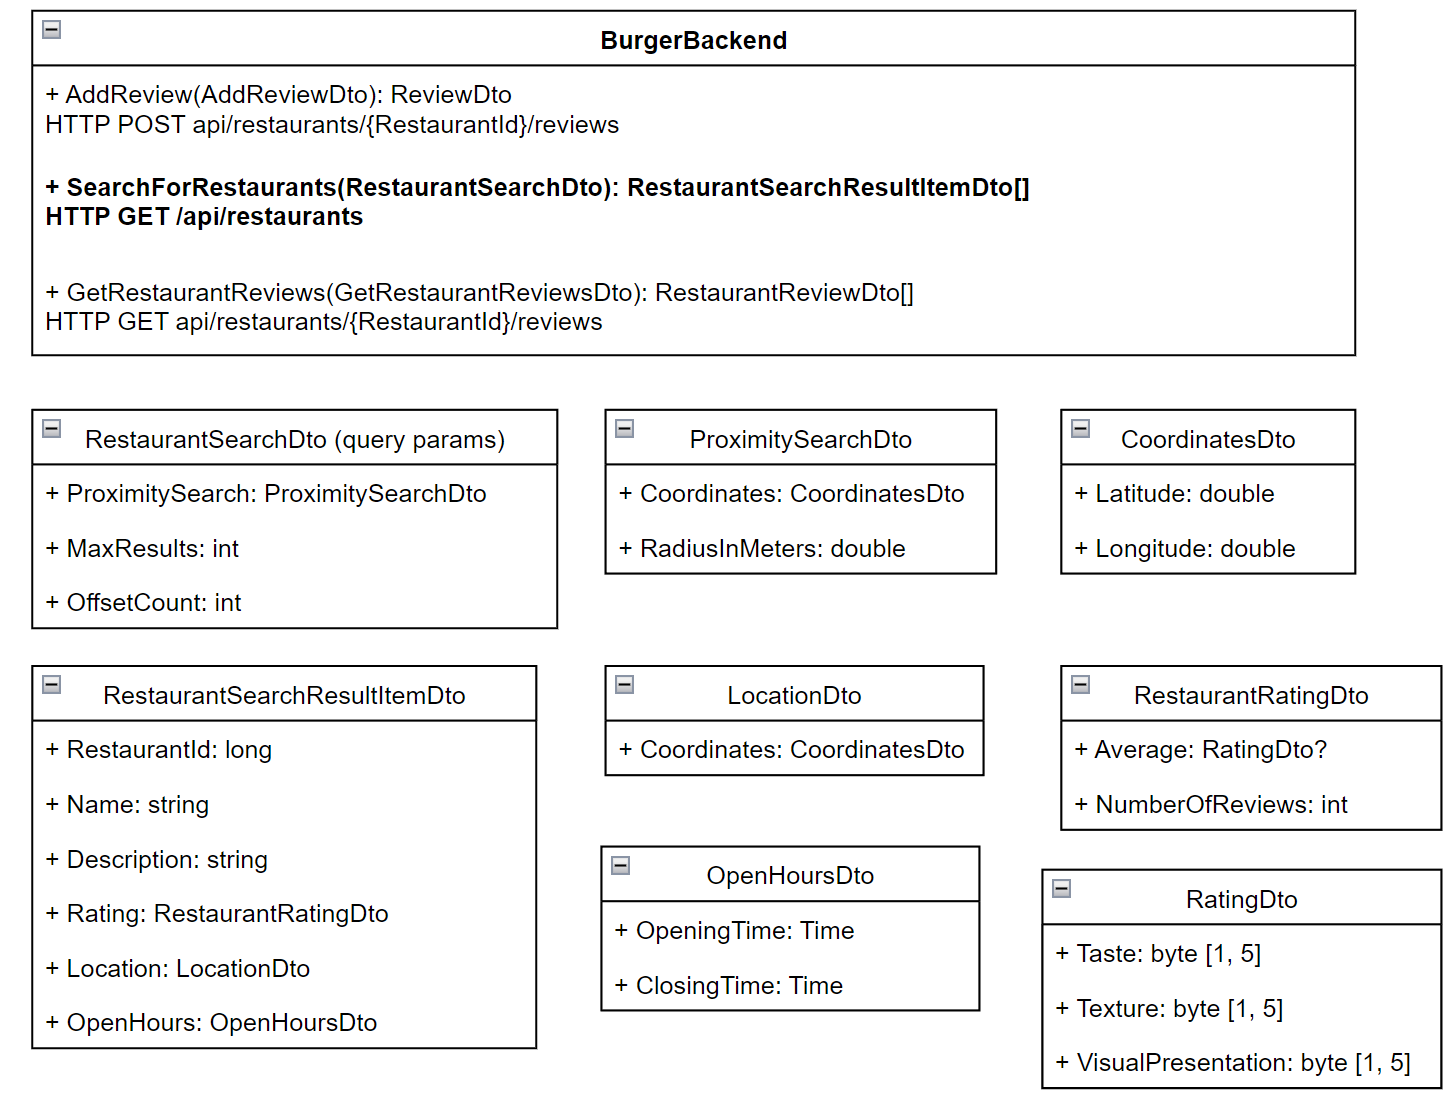 BurgerBackend
+ AddReview(AddReviewDto): ReviewDto
HTTP POST api/restaurants/{RestaurantId}/reviews
+ SearchForRestaurants(RestaurantSearchDto): RestaurantSearchResultItemDto[]
HTTP GET /api/restaurants
+ GetRestaurantReviews(GetRestaurantReviewsDto): RestaurantReviewDto[]
HTTP GET api/restaurants/{RestaurantId}/reviews
RestaurantSearchDto (query params)
+ ProximitySearch: ProximitySearchDto
+ MaxResults: int
+ OffsetCount: int
ProximitySearchDto
+ Coordinates: CoordinatesDto
+ RadiusInMeters: double
CoordinatesDto
+ Latitude: double
+ Longitude: double
RestaurantSearchResultItemDto
+ RestaurantId: long
+ Name: string
+ Description: string
+ Rating: RestaurantRatingDto
+ Location: LocationDto
+ OpenHours: OpenHoursDto
LocationDto
+ Coordinates: CoordinatesDto
OpenHoursDto
+ OpeningTime: Time
+ ClosingTime: Time
RestaurantRatingDto
+ Average: RatingDto?
+ NumberOfReviews: int
RatingDto
+ Taste: byte [1, 5]
+ Texture: byte [1, 5]
+ VisualPresentation: byte [1, 5]